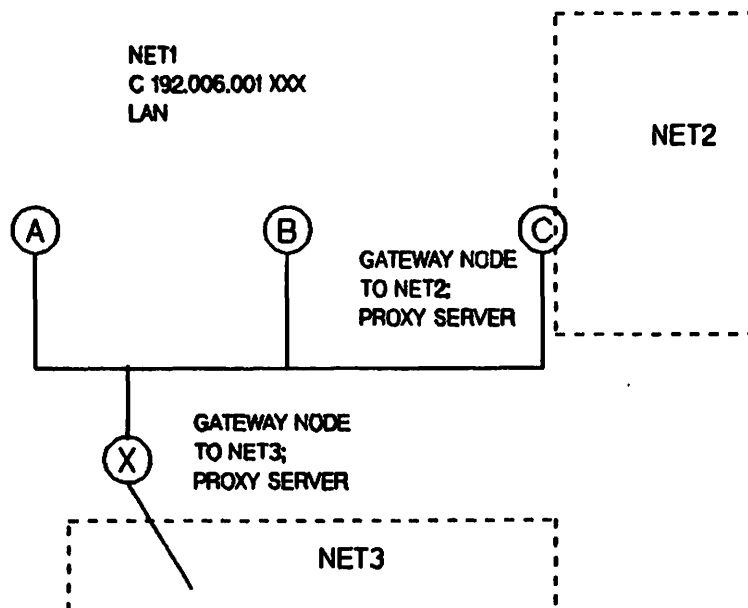 NET1
C 192.006.001 XXX
LAN
NET2
A
B
C
GATEWAY NODE
TO NET2;
PROXY SERVER
GATEWAY NODE
TO NET3;
PROXY SERVER
X
NET3